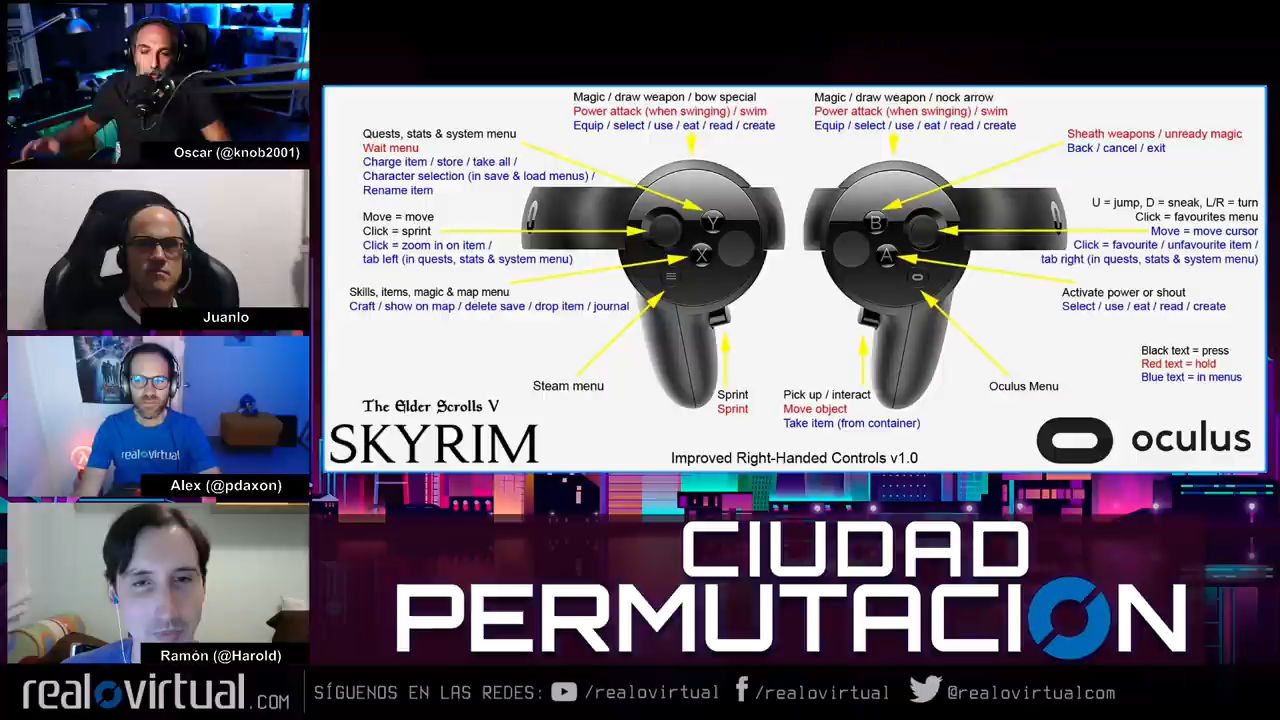 Oscar (@knob2001)
Juanlo
realovirtual
Alex (@pdaxon)
Ramón (@Harold)
Magic / draw weapon / bow special
Power attack (when swinging) / swim
Equip / select / use / eat / read / create
Magic / draw weapon / nock arrow
Power attack (when swinging) / swim
Equip / select / use / eat / read / create
Quests, stats & system menu
Wait menu
Charge item / store / take all /
Character selection (in save & load menus) /
Rename item
Sheath weapons / unready magic
Back / cancel / exit
Move = move
Click = sprint
Click = zoom in on item /
tab left (in quests, stats & system menu)
U = jump, D = sneak, L/R = turn
Click = favourites menu
Move = move cursor
Click = favourite / unfavourite item /
tab right (in quests, stats & system menu)
Y
X
B
A
Skills, items, magic & map menu
Craft / show on map / delete save / drop item / journal
Activate power or shout
Select / use / eat / read / create
Steam menu
Sprint
Sprint
Pick up / interact
Move object
Take item (from container)
Oculus Menu
Black text = press
Red text = hold
Blue text = in menus
The Elder Scrolls V
SKYRIM
Improved Right-Handed Controls v1.0
oculus
CIUDAD
PERMUTACION
realovirtual.com
SÍGUENOS EN LAS REDES:
/realovirtual
/realovirtual
@realovirtual.com